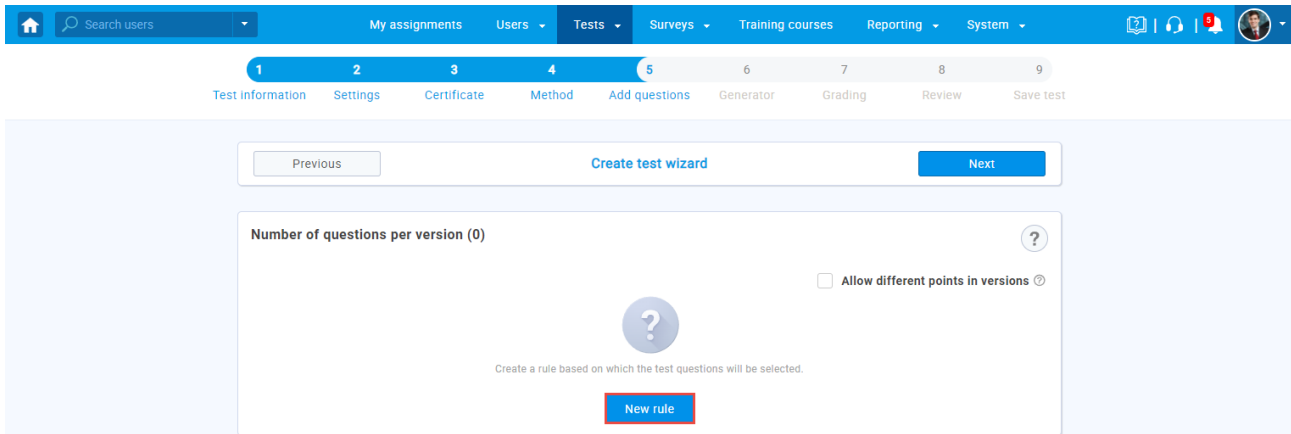 Search users My assignments Users Tests Surveys Training courses Reporting System 5
1 2 3 4 5 6 7 8 9
Test information Settings Certificate Method Add questions Generator Grading Review Save test
Previous Create test wizard Next
Number of questions per version (0) ?
Allow different points in versions ?
?
Create a rule based on which the test questions will be selected.
New rule